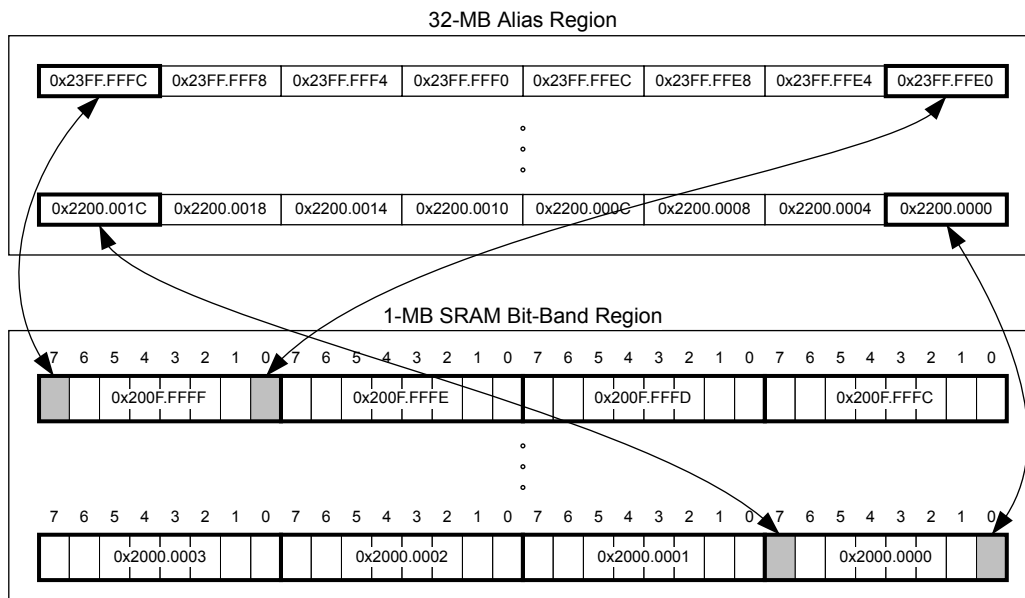 32-MB Alias Region
0x23FF.FFFC 0x23FF.FFF8 0x23FF.FFF4 0x23FF.FFF0 0x23FF.FFEC 0x23FF.FFE8 0x23FF.FFE4 0x23FF.FFE0
0x2200.001C 0x2200.0018 0x2200.0014 0x2200.0010 0x2200.000C 0x2200.0008 0x2200.0004 0x2200.0000
1-MB SRAM Bit-Band Region
7 6 5 4 3 2 1 0 7 6 5 4 3 2 1 0 7 6 5 4 3 2 1 0 7 6 5 4 3 2 1 0
0x200F.FFFF 0x200F.FFFE 0x200F.FFFD 0x200F.FFFC
7 6 5 4 3 2 1 0 7 6 5 4 3 2 1 0 7 6 5 4 3 2 1 0 7 6 5 4 3 2 1 0
0x2000.0003 0x2000.0002 0x2000.0001 0x2000.0000